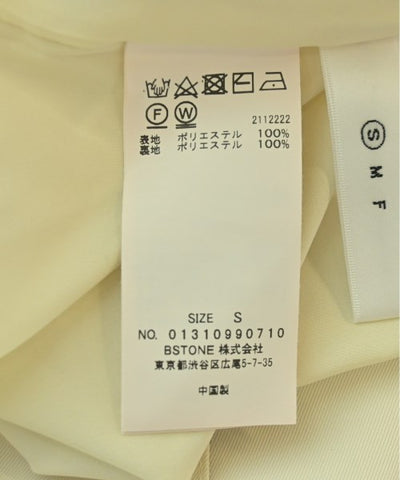 F W
2112222
表地 ポリエステル 100%
裏地 ポリエステル 100%
SIZE S
NO. 01310990710
BSTONE 株式会社
東京都渋谷区広尾5-7-35
中国製
S M F